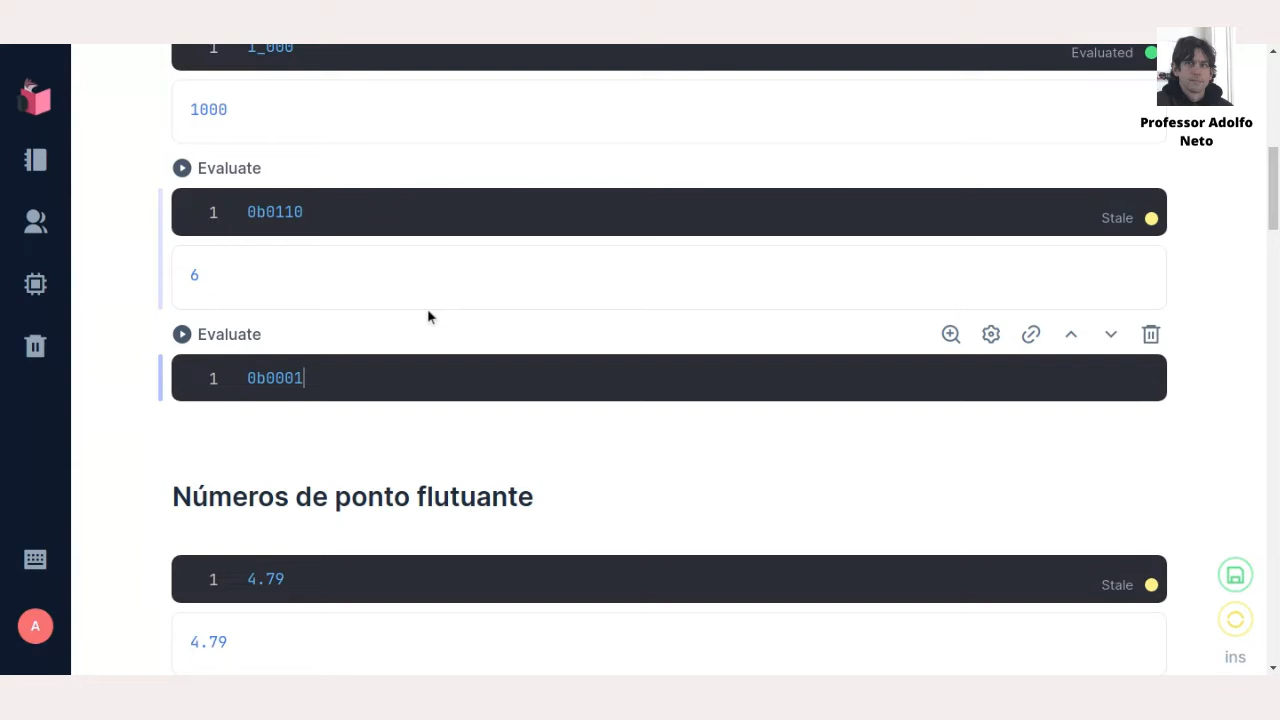 1 1_000
Evaluated
1000
Professor Adolfo
Neto
Evaluate
1 0b0110
Stale
6
Evaluate
1 0b0001
Números de ponto flutuante
1 4.79
Stale
4.79
A
ins